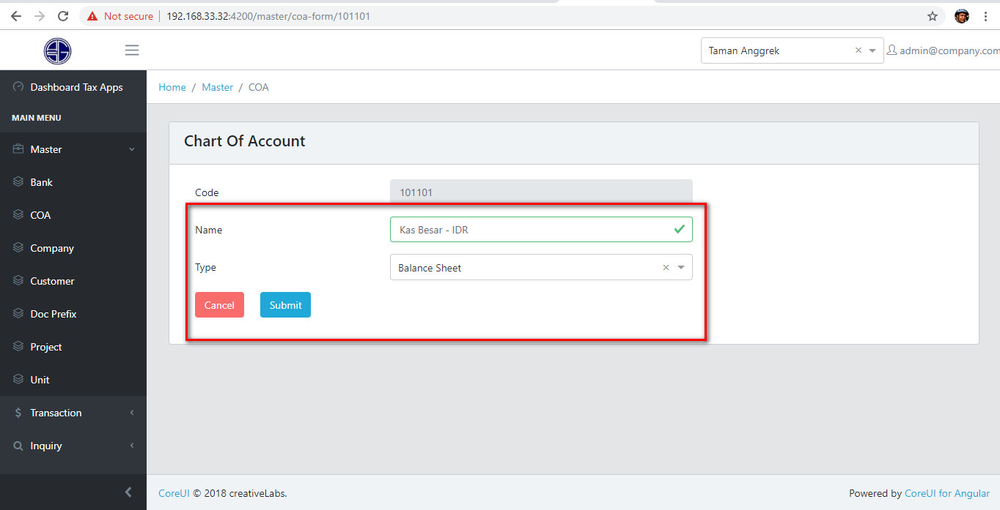 Not secure 192.168.33.32:4200/master/coa-form/101101
Taman Anggrek × admin@company.com
Dashboard Tax Apps
Home / Master / COA
MAIN MENU
Master
Bank
COA
Company
Customer
Doc Prefix
Project
Unit
$ Transaction
Inquiry
Chart Of Account
Code 101101
Name Kas Besar - IDR
Type Balance Sheet ×
Cancel Submit
CoreUI © 2018 creativeLabs. Powered by CoreUI for Angular